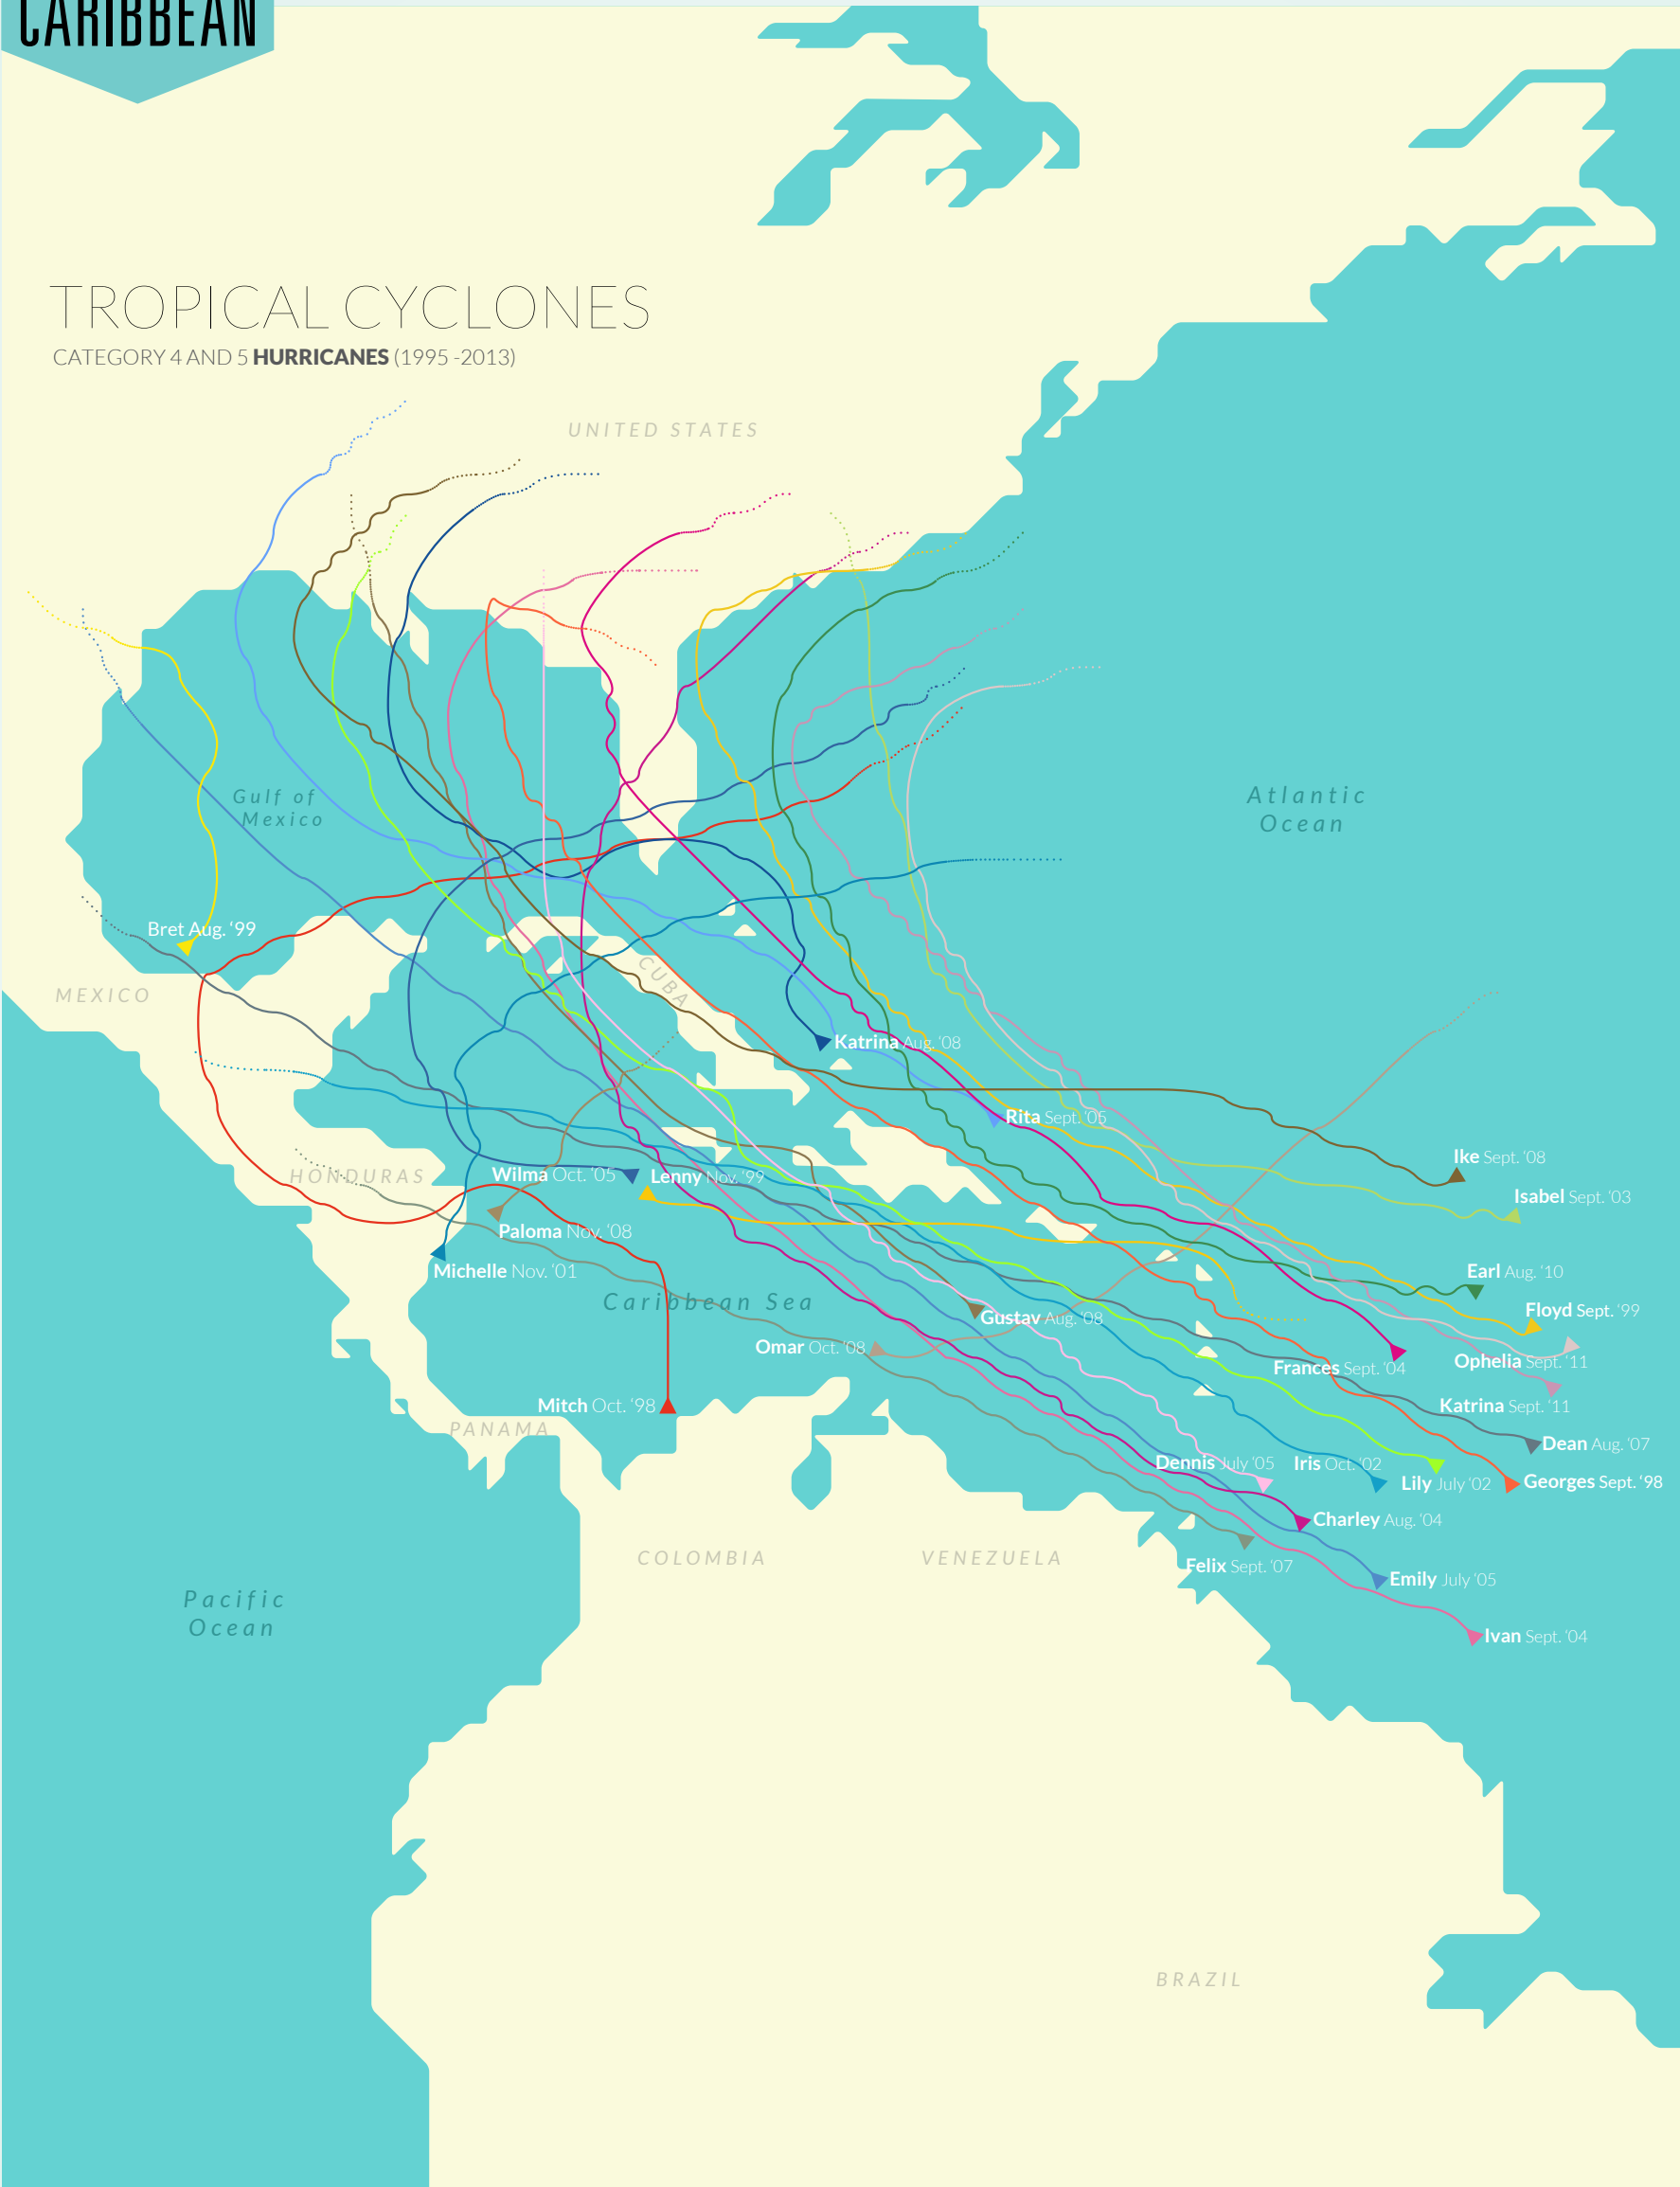 CARIBBEAN
TROPICAL CYCLONES
CATEGORY 4 AND 5 HURRICANES (1995 -2013)
UNITED STATES
Gulf of
Mexico
Atlantic
Ocean
Bret Aug. ‘99
MEXICO
CUBA
Katrina Aug. ‘08
Rita Sept. ‘05
Ike Sept. ‘08
HONDURAS
Wilma Oct. ‘05
Lenny Nov. ‘99
Isabel Sept. ‘03
Paloma Nov. ‘08
Michelle Nov. ‘01
Earl Aug. ‘10
Caribbean Sea
Gustav Aug. ‘08
Floyd Sept. ‘99
Omar Oct. ‘08
Frances Sept. ‘04
Ophelia Sept. ‘11
Mitch Oct. ‘98
Katrina Sept. ‘11
PANAMA
Dean Aug. ‘07
Dennis July ‘05
Iris Oct. ‘02
Lily July ‘02
Georges Sept. ‘98
Charley Aug. ‘04
COLOMBIA
VENEZUELA
Felix Sept. ‘07
Emily July ‘05
Pacific
Ocean
Ivan Sept. ‘04
BRAZIL